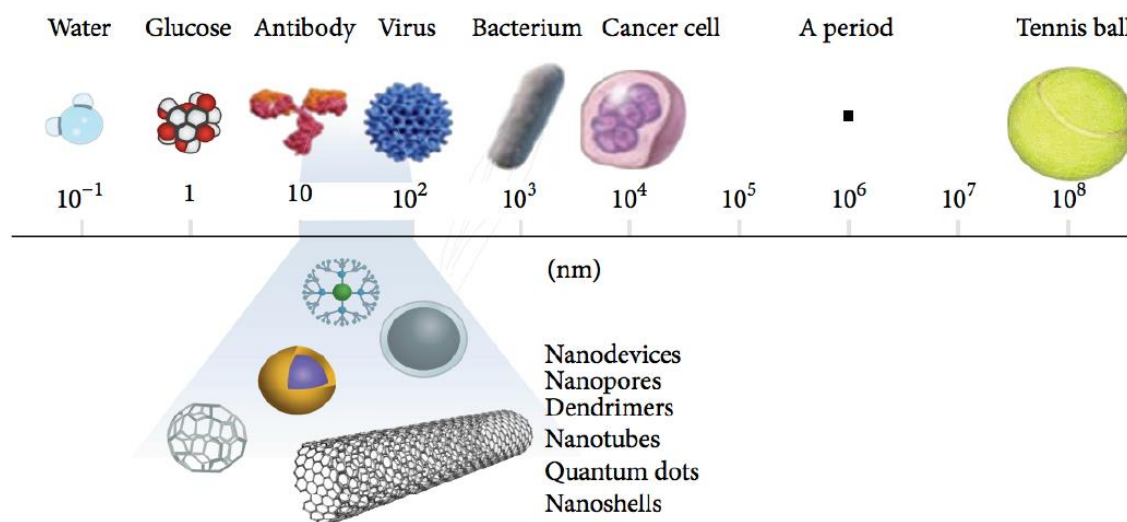 Water Glucose Antibody Virus Bacterium Cancer cell A period Tennis ball
10⁻¹ 1 10 10² 10³ 10⁴ 10⁵ 10⁶ 10⁷ 10⁸
(nm)
Nanodevices
Nanopores
Dendrimers
Nanotubes
Quantum dots
Nanoshells